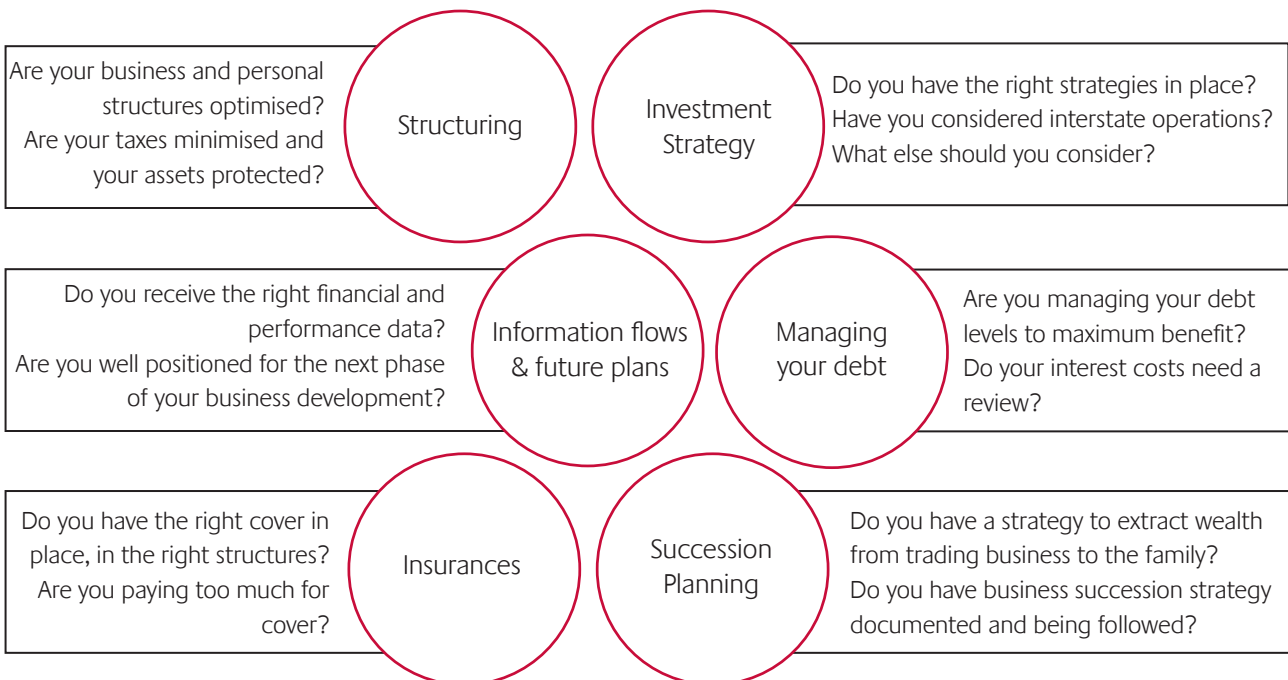 Are your business and personal
structures optimised?
Are your taxes minimised and
your assets protected?
Structuring
Investment
Strategy
Do you have the right strategies in place?
Have you considered interstate operations?
What else should you consider?
Do you receive the right financial and
performance data?
Are you well positioned for the next phase
of your business development?
Information flows
& future plans
Managing
your debt
Are you managing your debt
levels to maximum benefit?
Do your interest costs need a
review?
Do you have the right cover in
place, in the right structures?
Are you paying too much for
cover?
Insurances
Succession
Planning
Do you have a strategy to extract wealth
from trading business to the family?
Do you have business succession strategy
documented and being followed?